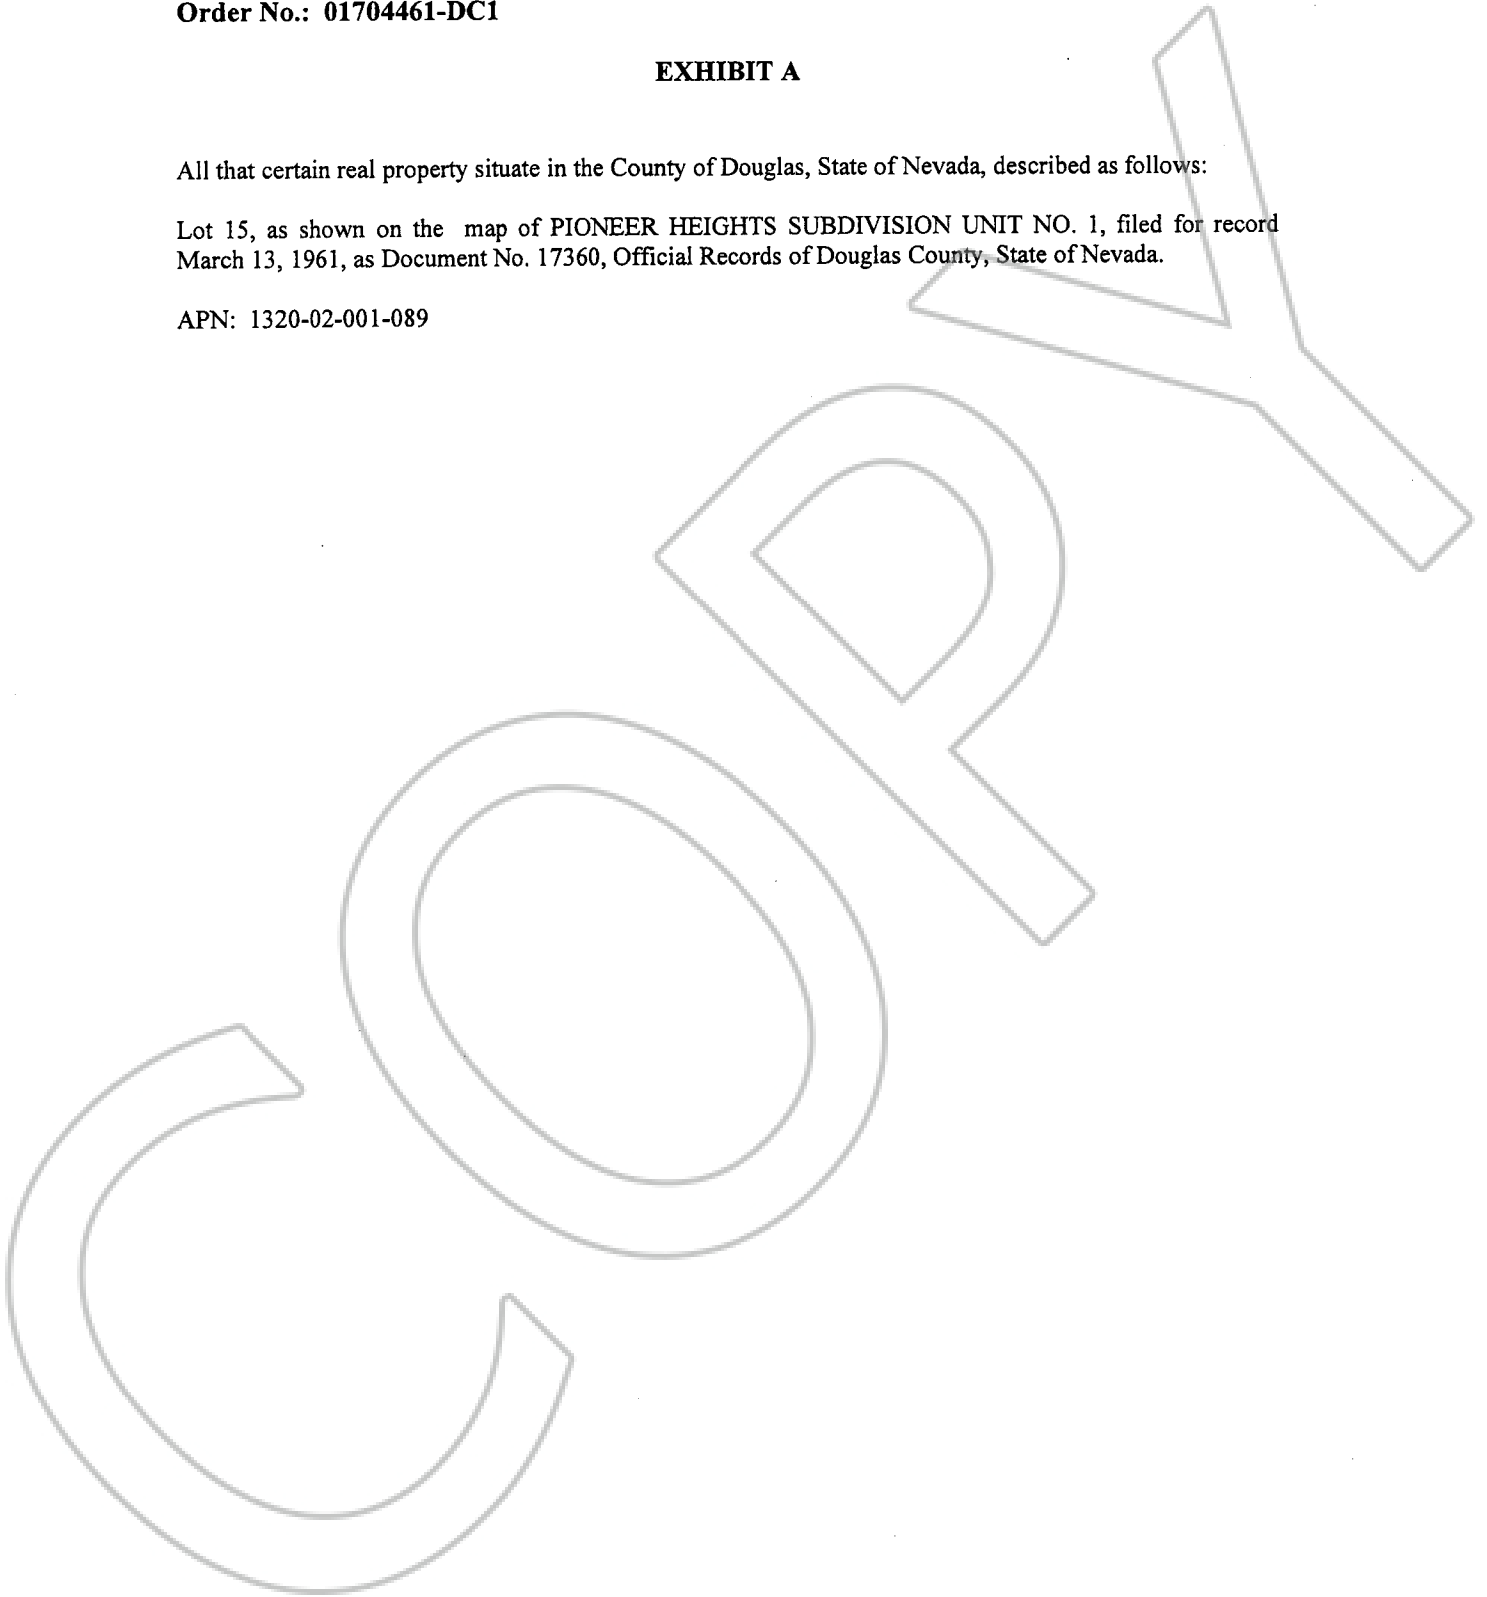 Order No.: 01704461-DC1
EXHIBIT A
All that certain real property situate in the County of Douglas, State of Nevada, described as follows:
Lot 15, as shown on the map of PIONEER HEIGHTS SUBDIVISION UNIT NO. 1, filed for record
March 13, 1961, as Document No. 17360, Official Records of Douglas County, State of Nevada.
APN: 1320-02-001-089
COPY